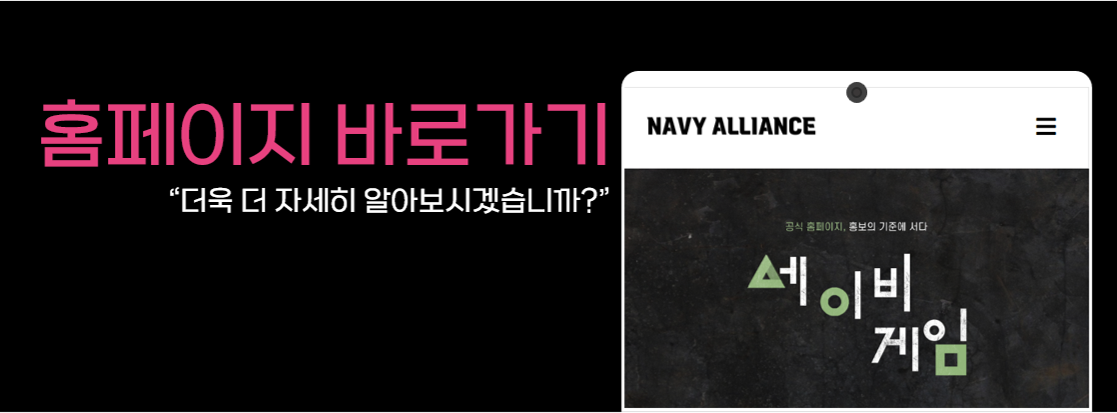 홈페이지 바로가기
“더욱 더 자세히 알아보시겠습니까?”
NAVY ALLIANCE
공식 홈페이지, 홍보의 기준에 서다
세이비
게임